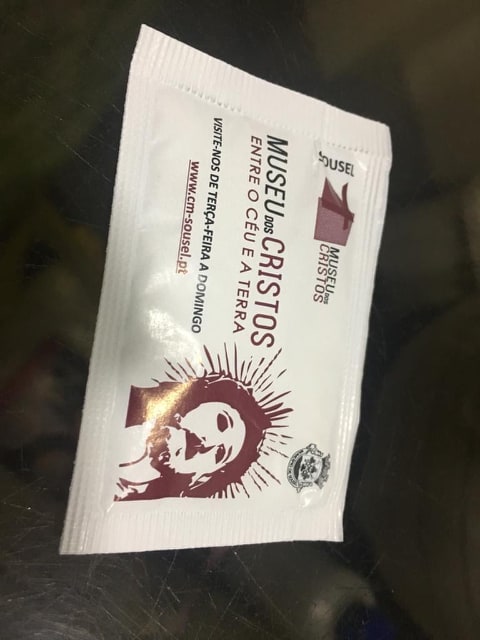 SOUSEL
MUSEU DOS
CRISTOS
MUSEU DOS CRISTOS
ENTRE O CÉU E A TERRA
VISITE-NOS DE TERÇA-FEIRA A DOMINGO
www.cm-sousel.pt